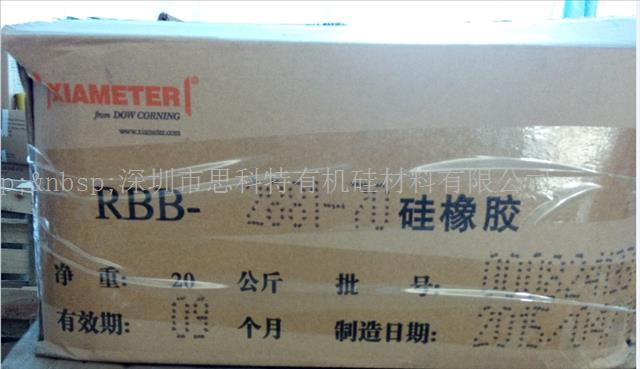 XIAMETER
from DOW CORNING
www.xiameter.com
p; &nbsp;深圳市思科特有机硅材料有限公司
RBB- 硅橡胶
净 重: 20 公斤 批 号:
有效期: 09 个月 制造日期: